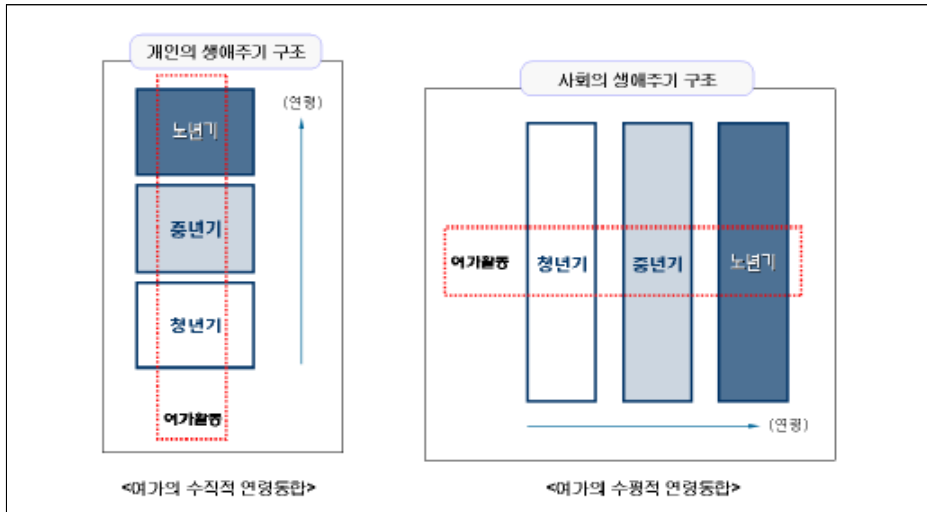 개인의 생애주기 구조
(연령)
노년기
중년기
청년기
여가활동
<여가의 수직적 연령통합>
사회의 생애주기 구조
여가활동
청년기
중년기
노년기
(연령)
<여가의 수평적 연령통합>